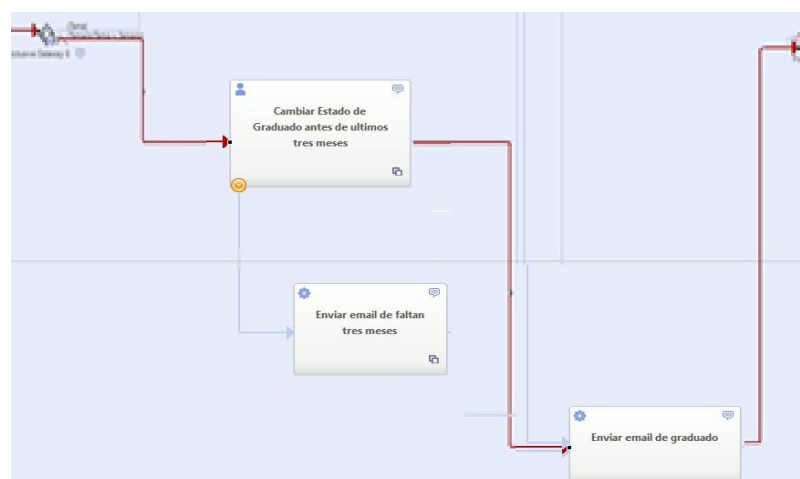 Cambiar Estado de
Graduado antes de ultimos
tres meses
Enviar email de faltan
tres meses
Enviar email de graduado